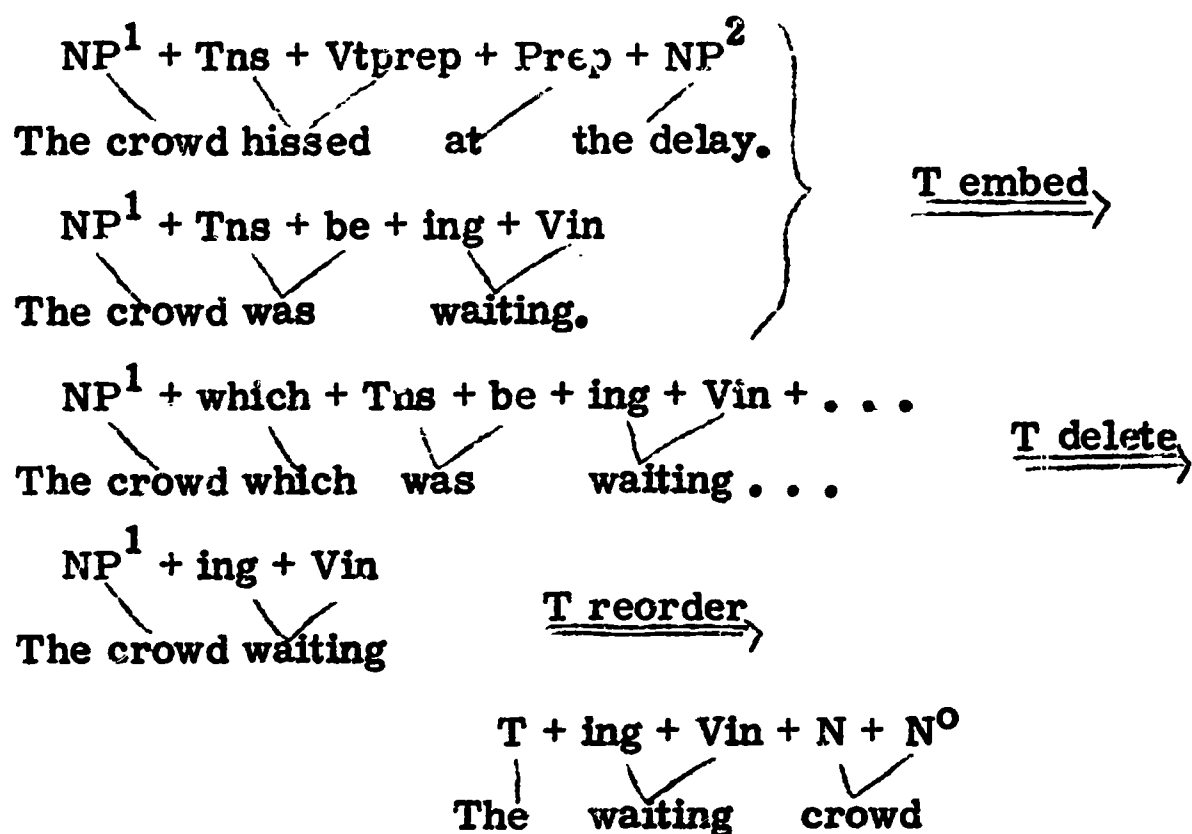 NP¹ + Tns + Vtprep + Prep + NP²
The crowd hissed at the delay.
T embed
NP¹ + Tns + be + ing + Vin
The crowd was waiting.
NP¹ + which + Tns + be + ing + Vin + . . .
T delete
The crowd which was waiting . . .
NP¹ + ing + Vin
T reorder
The crowd waiting
T + ing + Vin + N + Nº
The waiting crowd